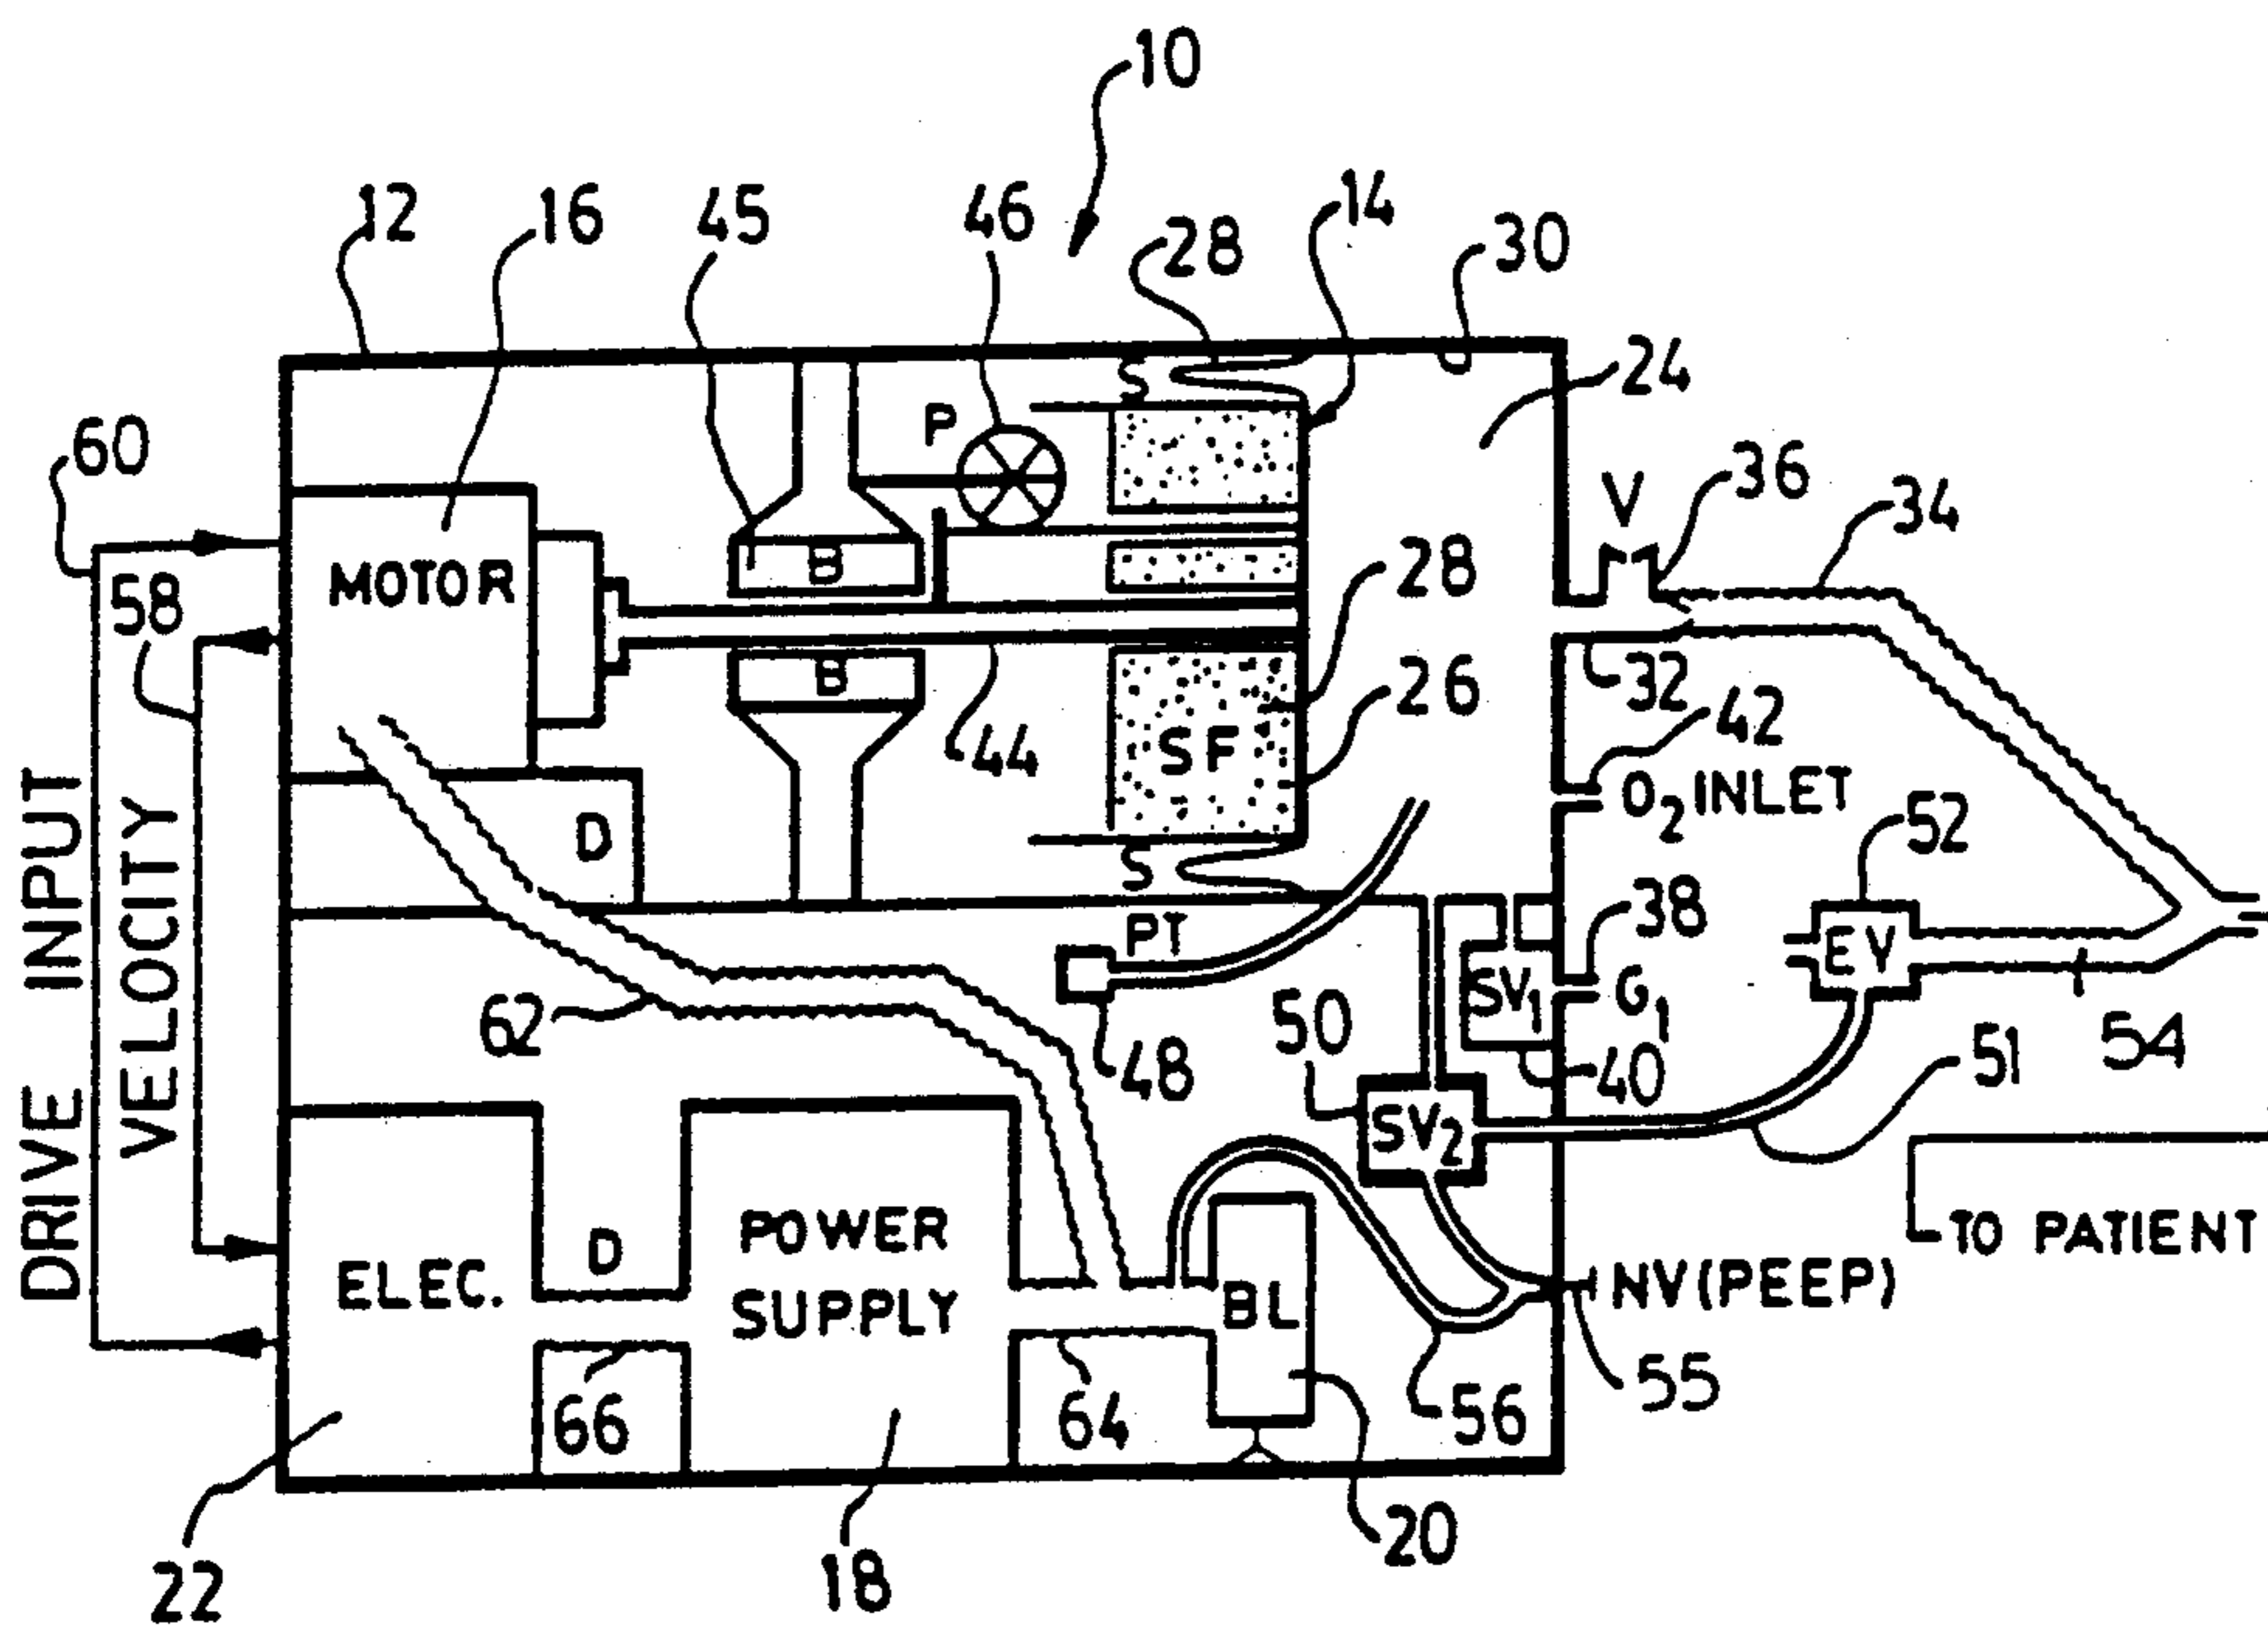 10
12
16
45
46
28
14
30
24
60
S
P
V
36
34
58
MOTOR
B
28
B
32
26
42
44
SF
O2 INLET
52
D
S
38
PT
EV
SV1
G1
62
50
48
40
54
51
SV2
DRIVE INPUT
VELOCITY
POWER
SUPPLY
D
ELEC.
TO PATIENT
NV(PEEP)
BL
66
64
56
55
22
18
20